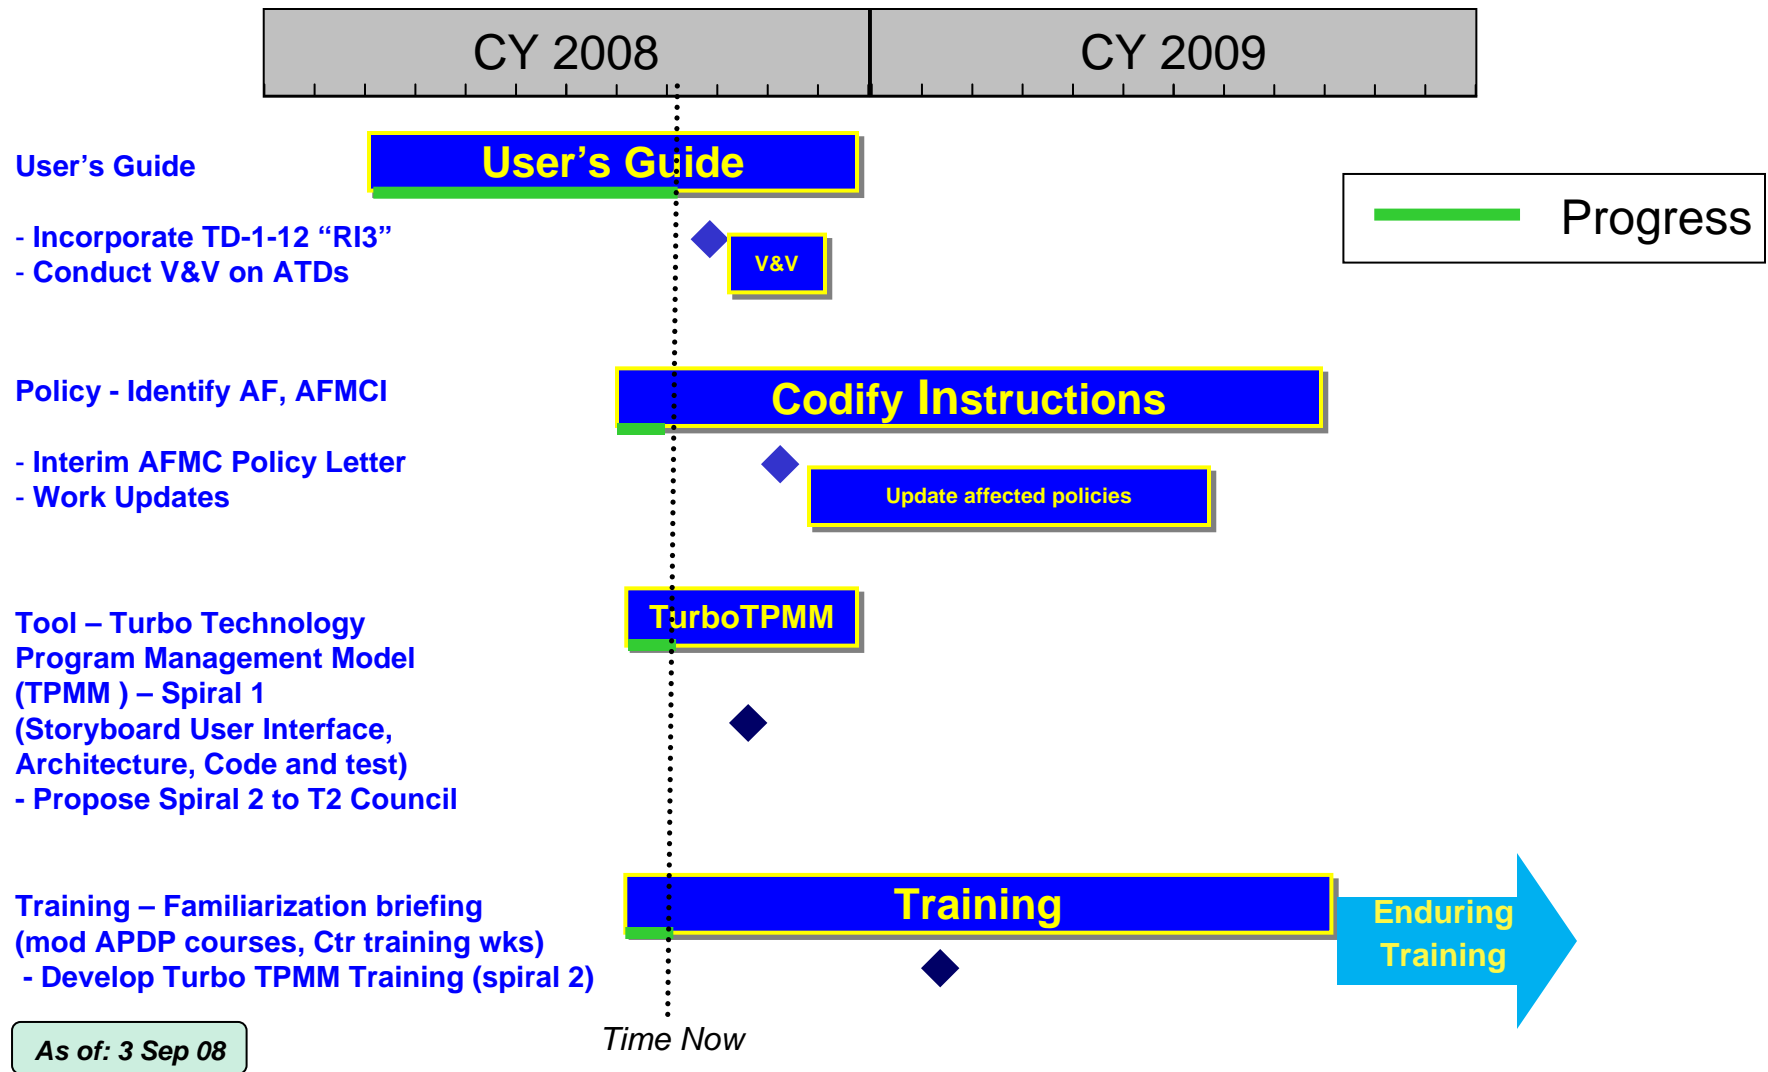 CY 2008
CY 2009
User’s Guide
User’s Guide
Progress
- Incorporate TD-1-12 “RI3”
- Conduct V&V on ATDs
V&V
Policy - Identify AF, AFMCI
Codify Instructions
- Interim AFMC Policy Letter
- Work Updates
Update affected policies
Tool – Turbo Technology
Program Management Model
(TPMM ) – Spiral 1
(Storyboard User Interface,
Architecture, Code and test)
- Propose Spiral 2 to T2 Council
TurboTPMM
Training – Familiarization briefing
(mod APDP courses, Ctr training wks)
- Develop Turbo TPMM Training (spiral 2)
Training
Enduring
Training
As of: 3 Sep 08
Time Now